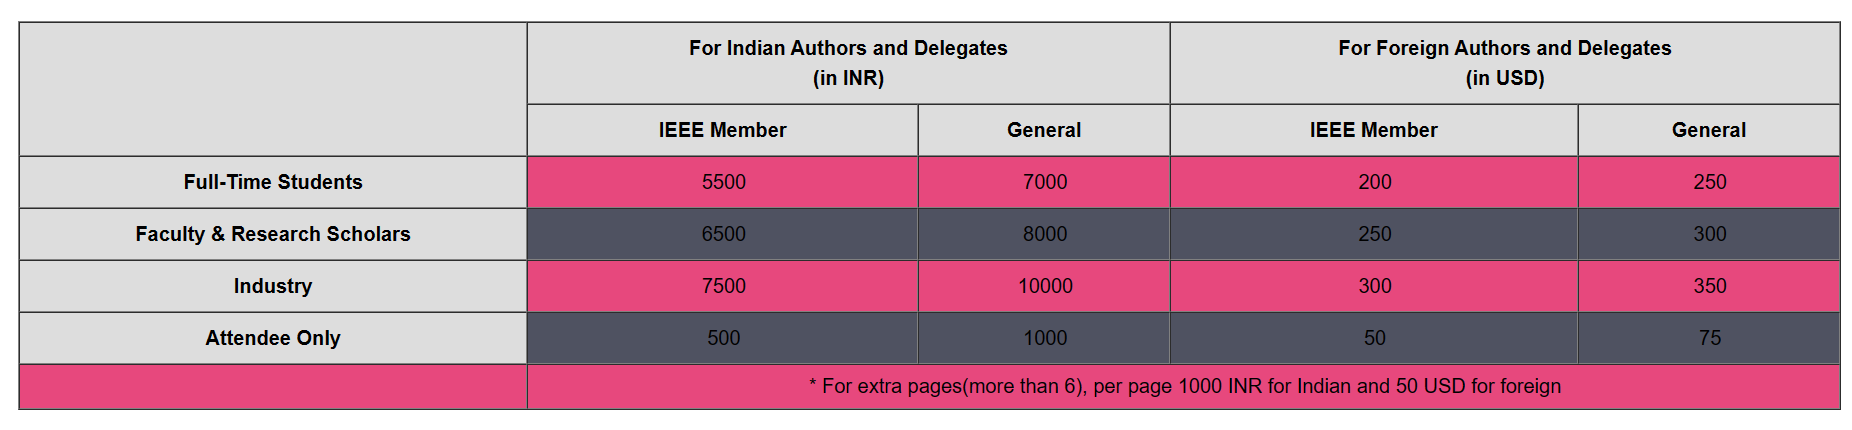 For Indian Authors and Delegates
(in INR)
For Foreign Authors and Delegates
(in USD)
IEEE Member General IEEE Member General
Full-Time Students 5500 7000 200 250
Faculty & Research Scholars 6500 8000 250 300
Industry 7500 10000 300 350
Attendee Only 500 1000 50 75
* For extra pages(more than 6), per page 1000 INR for Indian and 50 USD for foreign